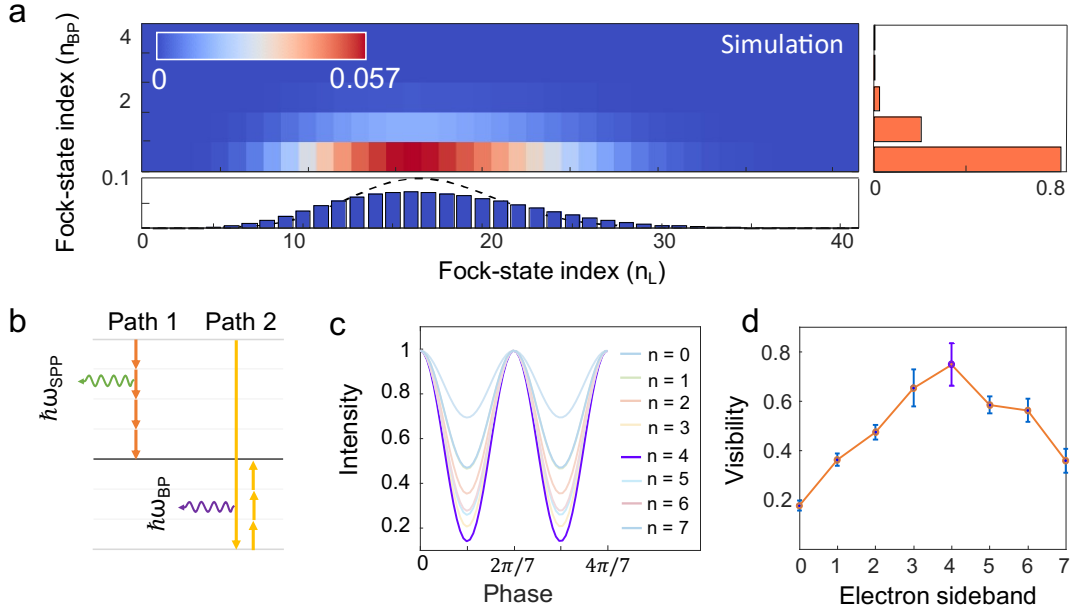 a
Fock-state index (n_BP)
4
2
0
0.057
Simulation
0
0.8
0.1
0
10
20
30
40
Fock-state index (n_L)
b
Path 1
Path 2
ħω_SPP
ħω_BP
c
Intensity
1
0.8
0.6
0.4
0.2
0
2π/7
4π/7
Phase
n = 0
n = 1
n = 2
n = 3
n = 4
n = 5
n = 6
n = 7
d
Visibility
0.8
0.6
0.4
0.2
0
1
2
3
4
5
6
7
Electron sideband